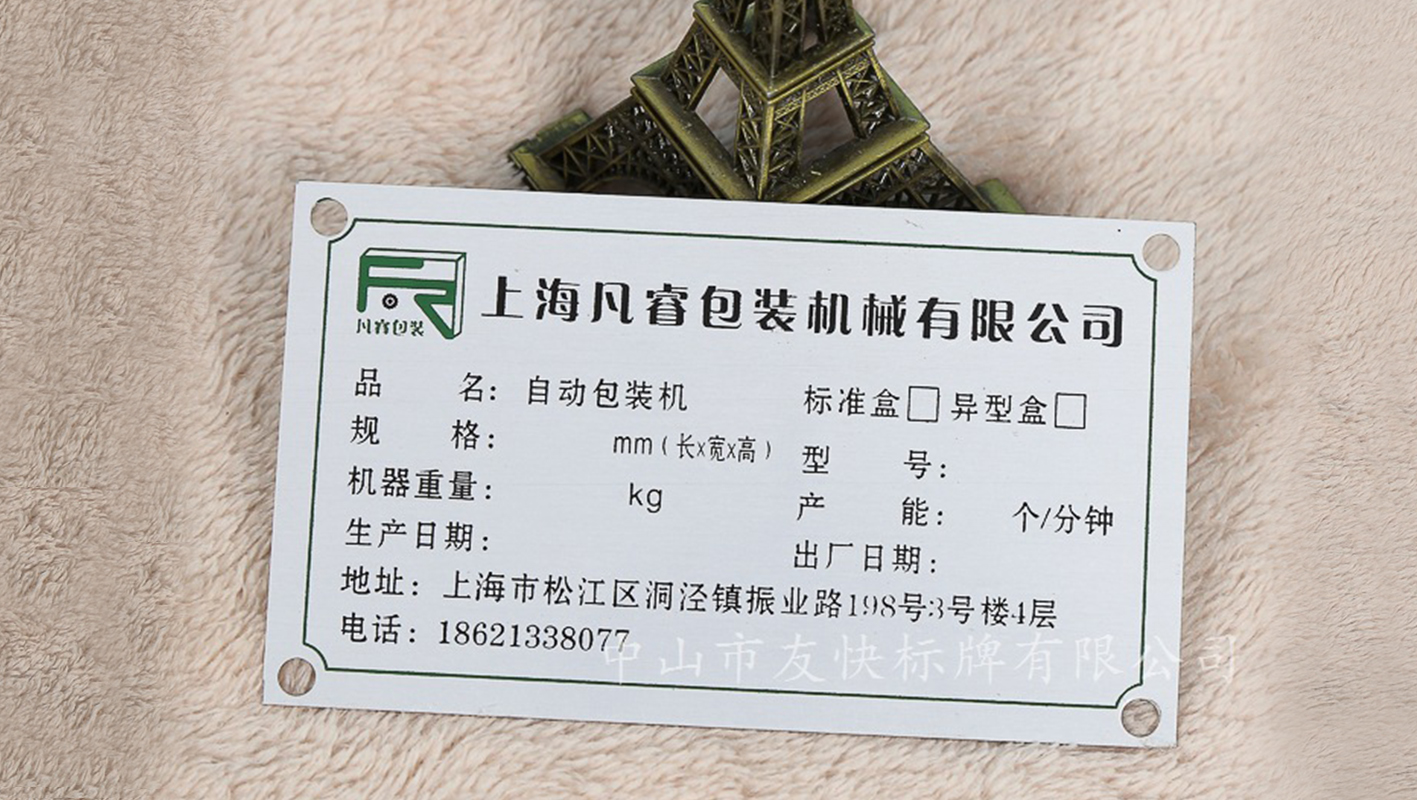 上海凡睿包装机械有限公司
凡睿包装
品 名: 自动包装机 标准盒□ 异型盒□
规 格: mm(长x宽x高) 型 号:
机器重量: kg 产 能: 个/分钟
生产日期: 出厂日期:
地址: 上海市松江区洞泾镇振业路198号3号楼4层
电话: 18621338077
中山市友快标牌有限公司